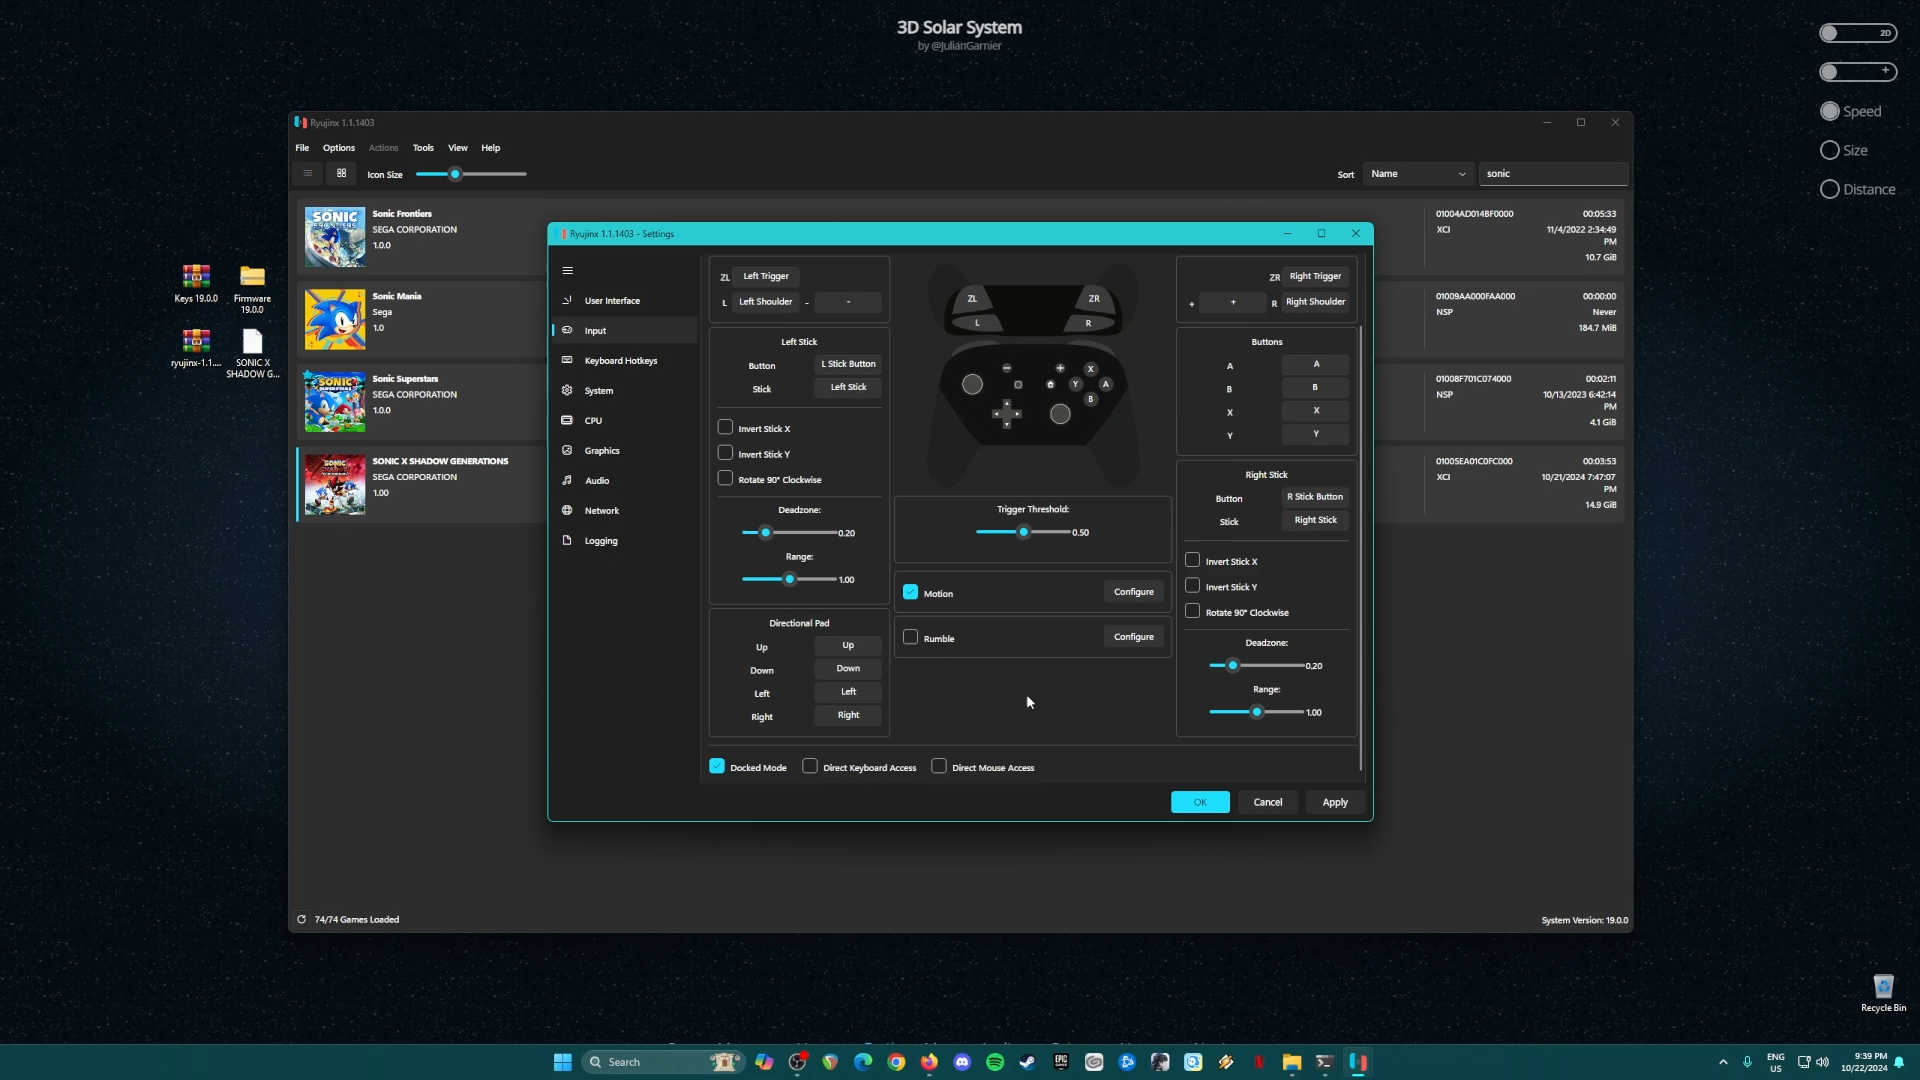 3D Solar System
by @JulianGarnier
2D
+
Speed
Size
Distance
Keys 19.0.0
Firmware
19.0.0
ryujinx-1.1....
SONIC X
SHADOW G...
Ryujinx 1.1.1403
File Options Actions Tools View Help
Icon Size
Sort Name sonic
Sonic Frontiers
SEGA CORPORATION
1.0.0
01004AD014BF0000
XCI
00:05:33
11/4/2022 2:34:49
PM
10.7 GiB
Sonic Mania
Sega
1.0
01009AA000FAA000
NSP
00:00:00
Never
184.7 MiB
Sonic Superstars
SEGA CORPORATION
1.0.0
01008F701C074000
NSP
00:02:11
10/13/2023 6:42:14
PM
4.1 GiB
SONIC X SHADOW GENERATIONS
SEGA CORPORATION
1.00
01005EA01C0FC000
XCI
00:03:53
10/21/2024 7:47:07
PM
14.9 GiB
Ryujinx 1.1.1403 - Settings
User Interface
Input
Keyboard Hotkeys
System
CPU
Graphics
Audio
Network
Logging
ZL Left Trigger
L Left Shoulder - -
Left Stick
Button L Stick Button
Stick Left Stick
Invert Stick X
Invert Stick Y
Rotate 90° Clockwise
Deadzone:
0.20
Range:
1.00
Directional Pad
Up Up
Down Down
Left Left
Right Right
ZL ZR
L R
X
Y A
B
Trigger Threshold:
0.50
Motion Configure
Rumble Configure
ZR Right Trigger
+ + R Right Shoulder
Buttons
A A
B B
X X
Y Y
Right Stick
Button R Stick Button
Stick Right Stick
Invert Stick X
Invert Stick Y
Rotate 90° Clockwise
Deadzone:
0.20
Range:
1.00
Docked Mode Direct Keyboard Access Direct Mouse Access
OK Cancel Apply
74/74 Games Loaded
System Version: 19.0.0
Recycle Bin
Search
ENG
US
9:39 PM
10/22/2024